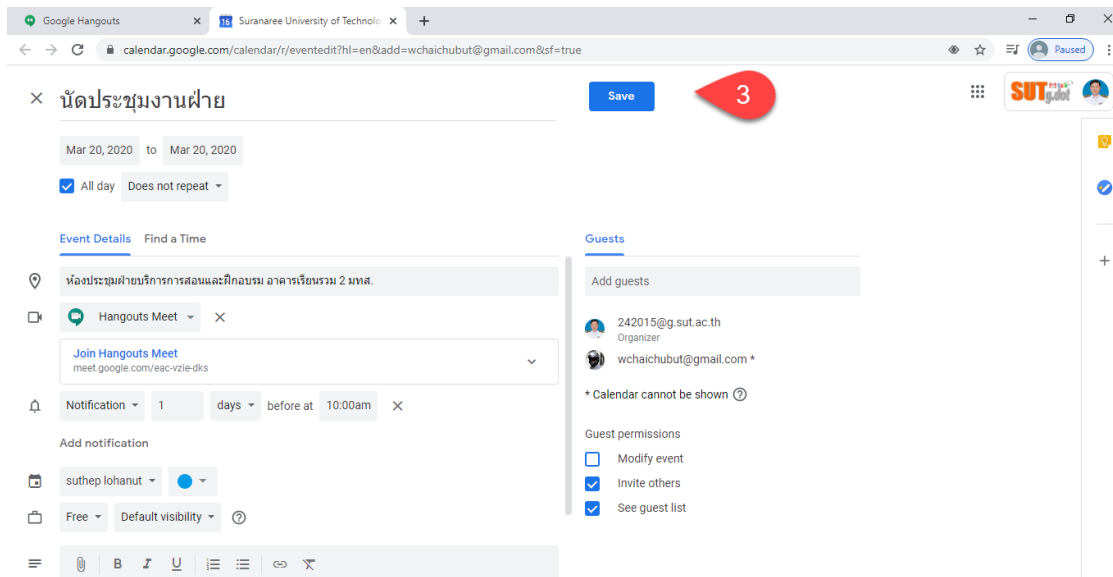 Google Hangouts
Suranaree University of Technolo
calendar.google.com/calendar/r/eventedit?hl=en&add=wchaichubut@gmail.com&sf=true
Paused
นัดประชุมงานฝ่าย
Save
3
SUT
g.dot
Mar 20, 2020 to Mar 20, 2020
All day Does not repeat
Event Details Find a Time
Guests
ห้องประชุมฝ่ายบริการการสอนและฝึกอบรม อาคารเรียนรวม 2 มทส.
Add guests
Hangouts Meet
242015@g.sut.ac.th
Organizer
Join Hangouts Meet
meet.google.com/eac-vzie-dks
wchaichubut@gmail.com *
* Calendar cannot be shown
Notification 1 days before at 10:00am
Add notification
Guest permissions
Modify event
suthep lohanut
Invite others
Free Default visibility
See guest list
B I U